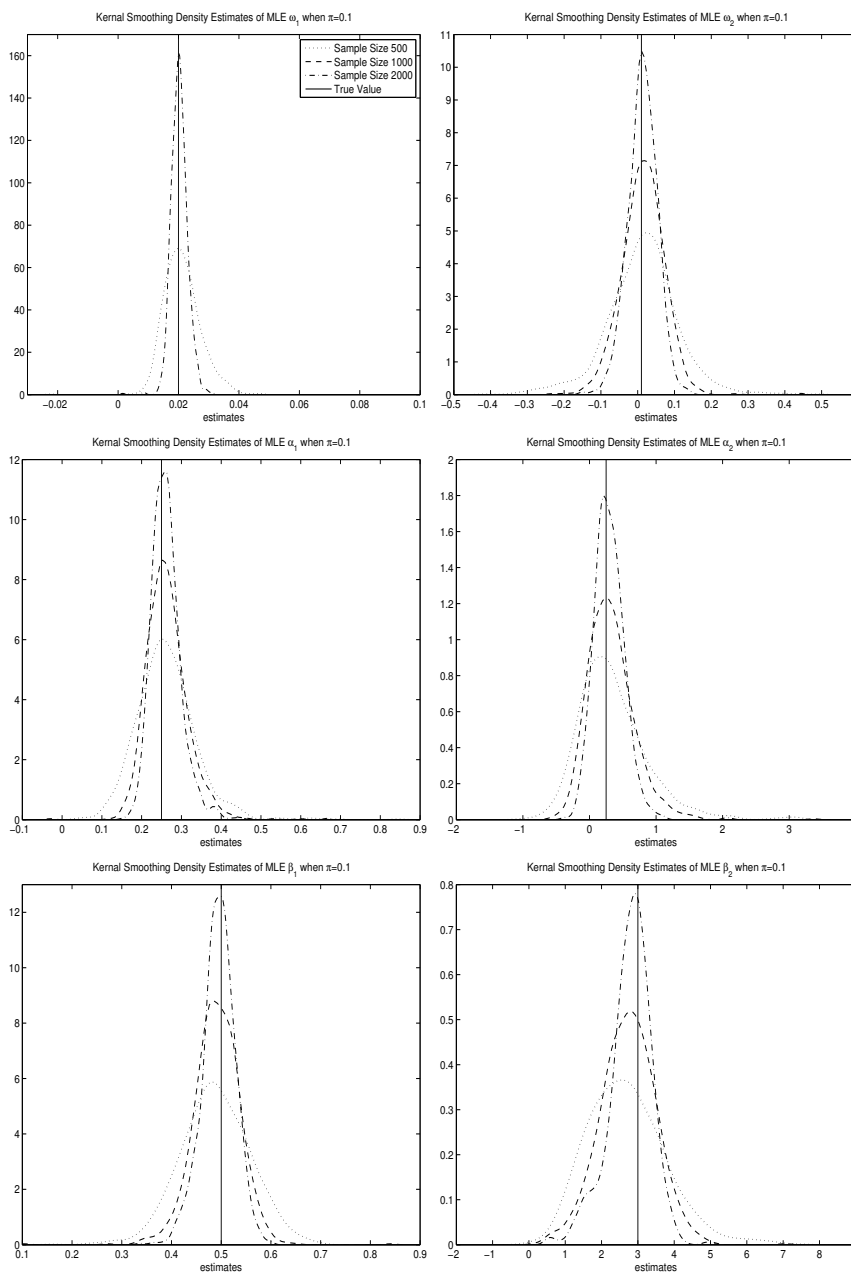 Kernal Smoothing Density Estimates of MLE ω₁ when π=0.1
160
140
120
100
80
60
40
20
0
−0.02 0 0.02 0.04 0.06 0.08 0.1
estimates
Sample Size 500
Sample Size 1000
Sample Size 2000
True Value
Kernal Smoothing Density Estimates of MLE ω₂ when π=0.1
11
10
9
8
7
6
5
4
3
2
1
0
−0.5 −0.4 −0.3 −0.2 −0.1 0 0.1 0.2 0.3 0.4 0.5
estimates
Kernal Smoothing Density Estimates of MLE α₁ when π=0.1
12
10
8
6
4
2
0
−0.1 0 0.1 0.2 0.3 0.4 0.5 0.6 0.7 0.8 0.9
estimates
Kernal Smoothing Density Estimates of MLE α₂ when π=0.1
2
1.8
1.6
1.4
1.2
1
0.8
0.6
0.4
0.2
0
−2 −1 0 1 2 3
estimates
Kernal Smoothing Density Estimates of MLE β₁ when π=0.1
12
10
8
6
4
2
0
0.1 0.2 0.3 0.4 0.5 0.6 0.7 0.8 0.9
estimates
Kernal Smoothing Density Estimates of MLE β₂ when π=0.1
0.8
0.7
0.6
0.5
0.4
0.3
0.2
0.1
0
−2 −1 0 1 2 3 4 5 6 7 8
estimates